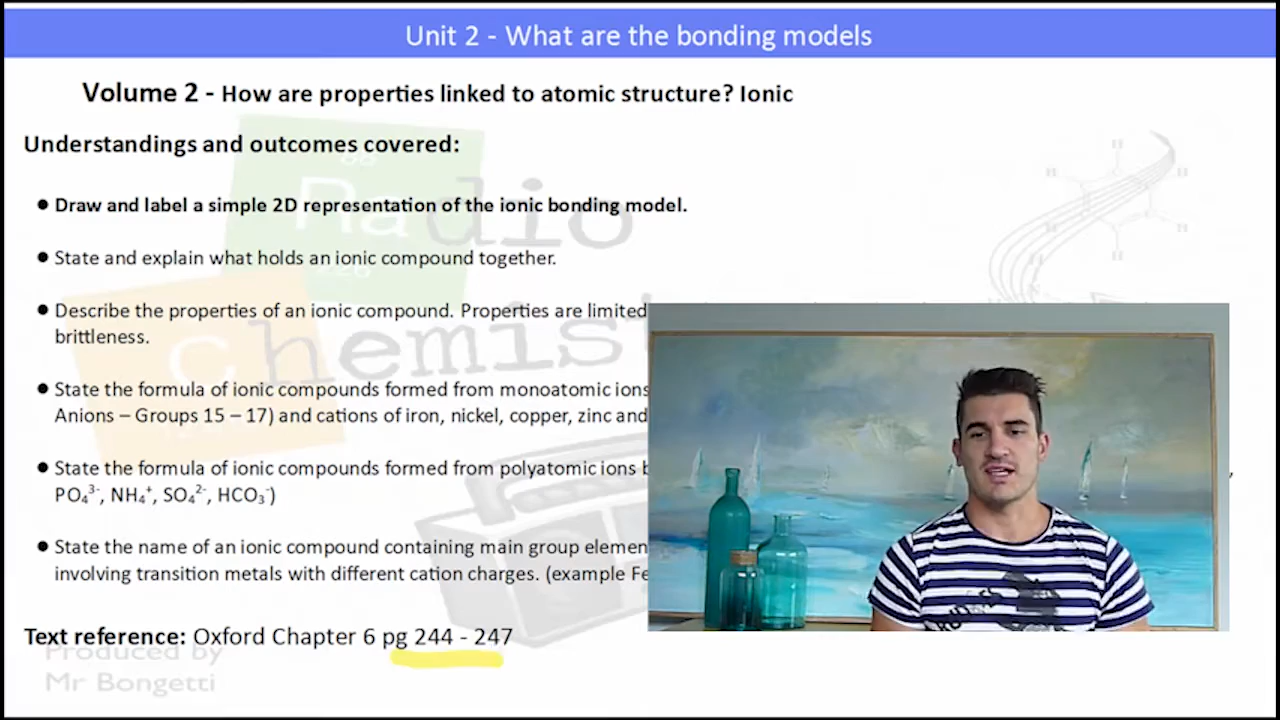 Unit 2 - What are the bonding models
Volume 2 - How are properties linked to atomic structure? Ionic
Understandings and outcomes covered:
88
Ra
dio
226
● Draw and label a simple 2D representation of the ionic bonding model.
● State and explain what holds an ionic compound together.
● Describe the properties of an ionic compound. Properties are limited
brittleness.
C
hemist
● State the formula of ionic compounds formed from monoatomic ions
Anions – Groups 15 – 17) and cations of iron, nickel, copper, zinc and
● State the formula of ionic compounds formed from polyatomic ions
PO₄³⁻, NH₄⁺, SO₄²⁻, HCO₃⁻)
● State the name of an ionic compound containing main group elemen
involving transition metals with different cation charges. (example Fe
Text reference: Oxford Chapter 6 pg 244 - 247
Produced by
Mr Bongetti